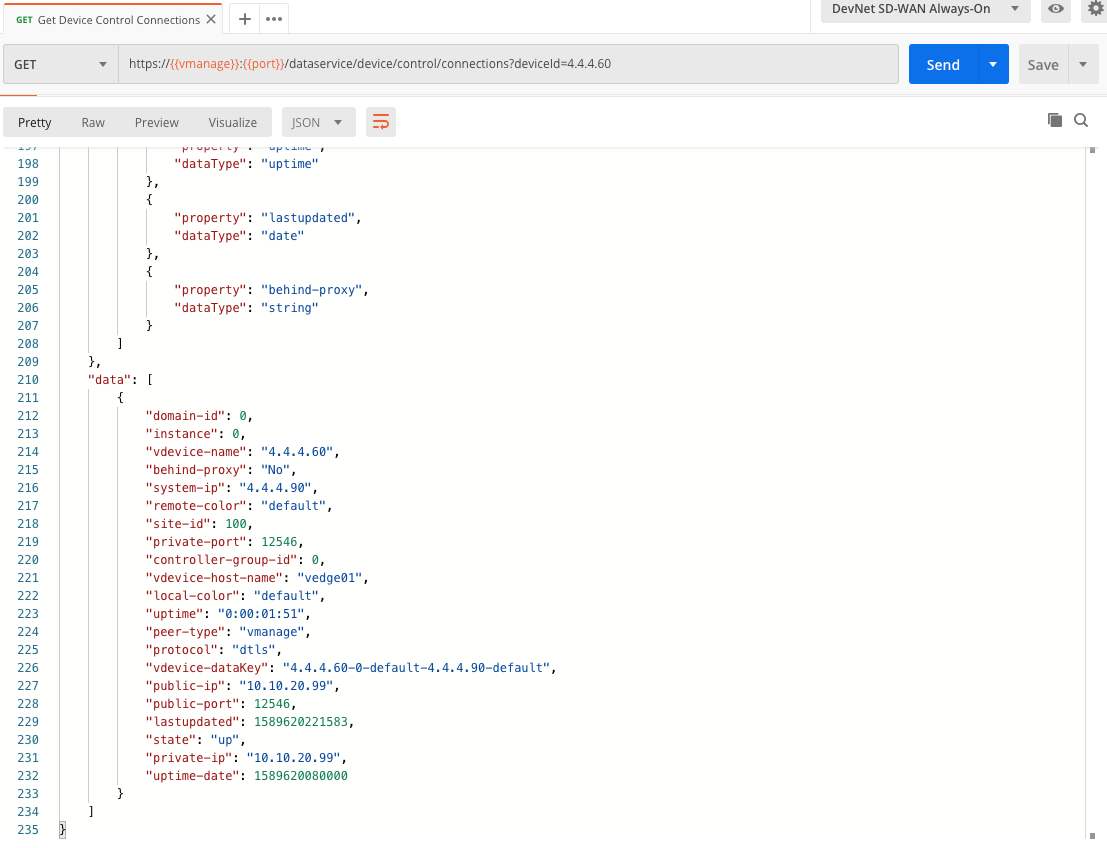 GET Get Device Control Connections
DevNet SD-WAN Always-On
GET https://{{vmanage}}:{{port}}/dataservice/device/control/connections?deviceId=4.4.4.60 Send Save
Pretty Raw Preview Visualize JSON
197 "property": "uptime",
198 "dataType": "uptime"
199 },
200 {
201 "property": "lastupdated",
202 "dataType": "date"
203 },
204 {
205 "property": "behind-proxy",
206 "dataType": "string"
207 }
208 ]
209 },
210 "data": [
211 {
212 "domain-id": 0,
213 "instance": 0,
214 "vdevice-name": "4.4.4.60",
215 "behind-proxy": "No",
216 "system-ip": "4.4.4.90",
217 "remote-color": "default",
218 "site-id": 100,
219 "private-port": 12546,
220 "controller-group-id": 0,
221 "vdevice-host-name": "vedge01",
222 "local-color": "default",
223 "uptime": "0:00:01:51",
224 "peer-type": "vmanage",
225 "protocol": "dtls",
226 "vdevice-dataKey": "4.4.4.60-0-default-4.4.4.90-default",
227 "public-ip": "10.10.20.99",
228 "public-port": 12546,
229 "lastupdated": 1589620221583,
230 "state": "up",
231 "private-ip": "10.10.20.99",
232 "uptime-date": 1589620080000
233 }
234 ]
235 }